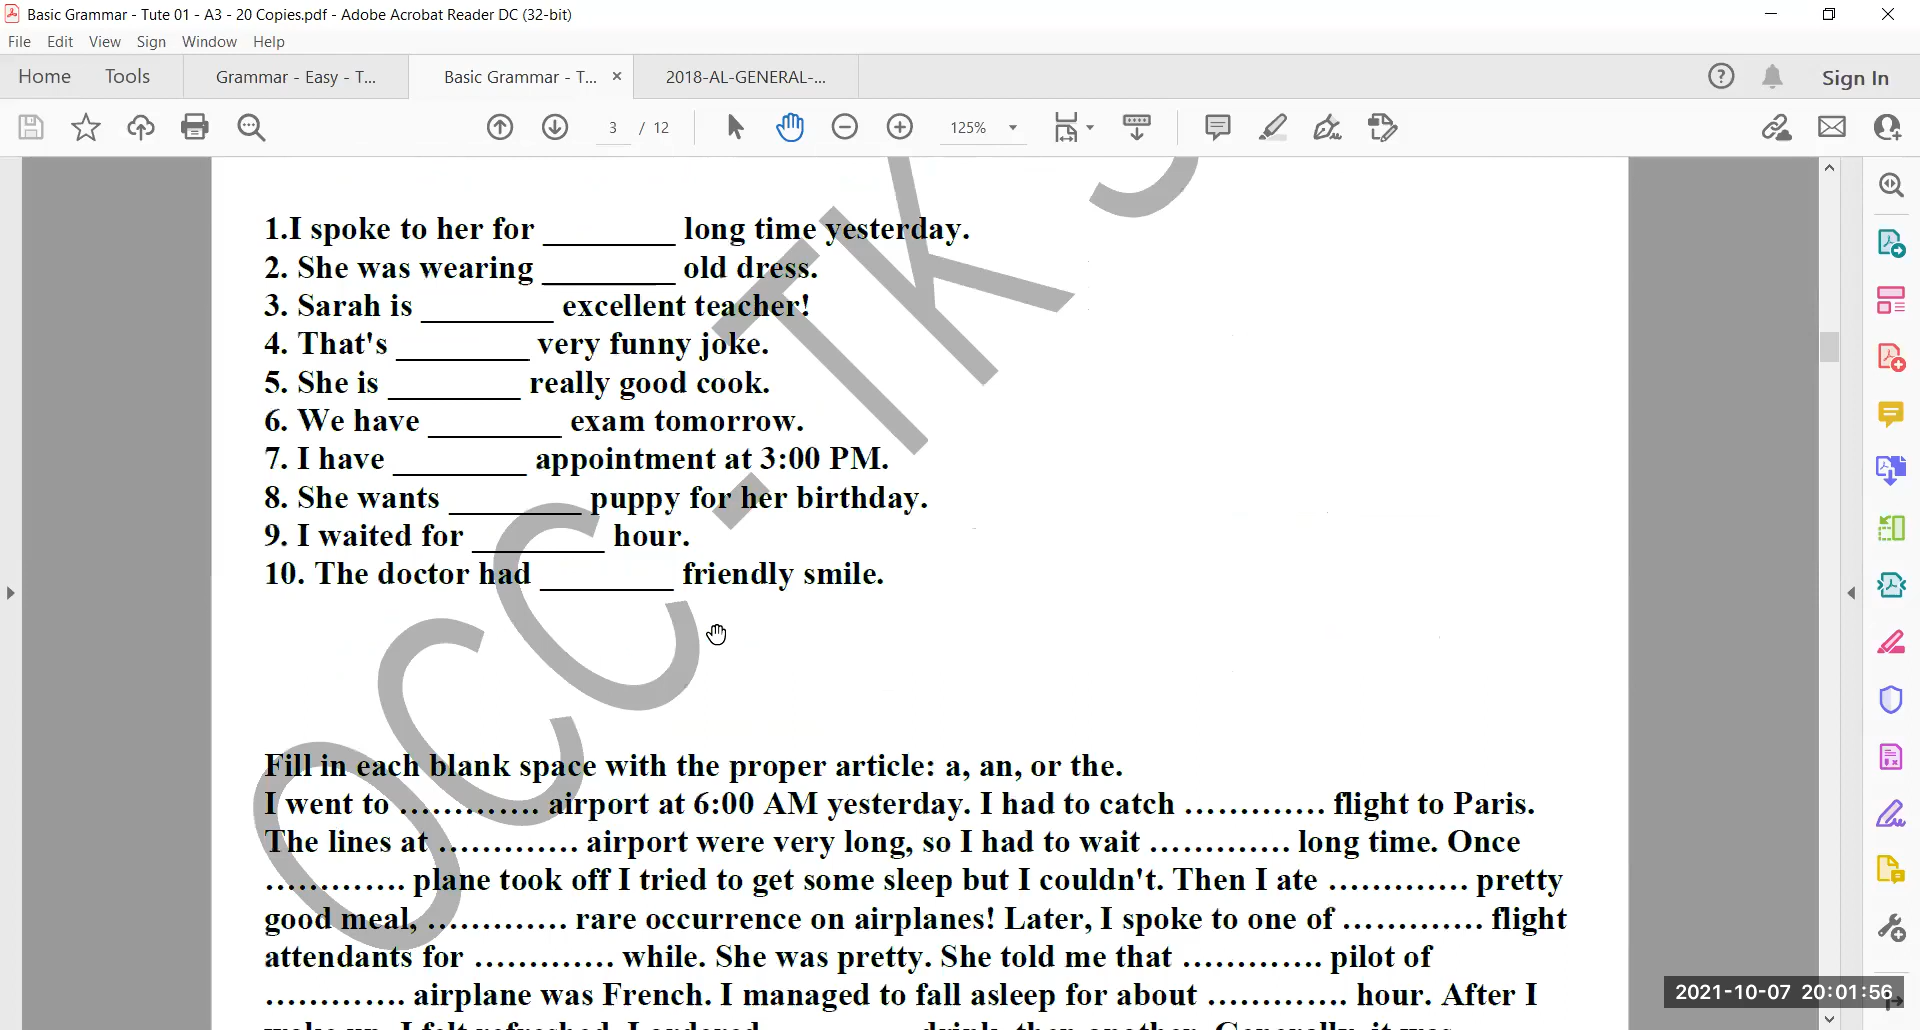 Basic Grammar - Tute 01 - A3 - 20 Copies.pdf - Adobe Acrobat Reader DC (32-bit)
File Edit View Sign Window Help
Home Tools Grammar - Easy - T... Basic Grammar - T... × 2018-AL-GENERAL-... Sign In
3 / 12 125%
1.I spoke to her for ________ long time yesterday.
2. She was wearing ________ old dress.
3. Sarah is ________ excellent teacher!
4. That's ________ very funny joke.
5. She is ________ really good cook.
6. We have ________ exam tomorrow.
7. I have ________ appointment at 3:00 PM.
8. She wants ________ puppy for her birthday.
9. I waited for ________ hour.
10. The doctor had ________ friendly smile.
OCC - TK
Fill in each blank space with the proper article: a, an, or the.
I went to ............. airport at 6:00 AM yesterday. I had to catch ............. flight to Paris.
The lines at ............. airport were very long, so I had to wait ............. long time. Once
............. plane took off I tried to get some sleep but I couldn't. Then I ate ............. pretty
good meal, ............. rare occurrence on airplanes! Later, I spoke to one of ............. flight
attendants for ............. while. She was pretty. She told me that ............. pilot of
............. airplane was French. I managed to fall asleep for about ............. hour. After I
2021-10-07 20:01:56